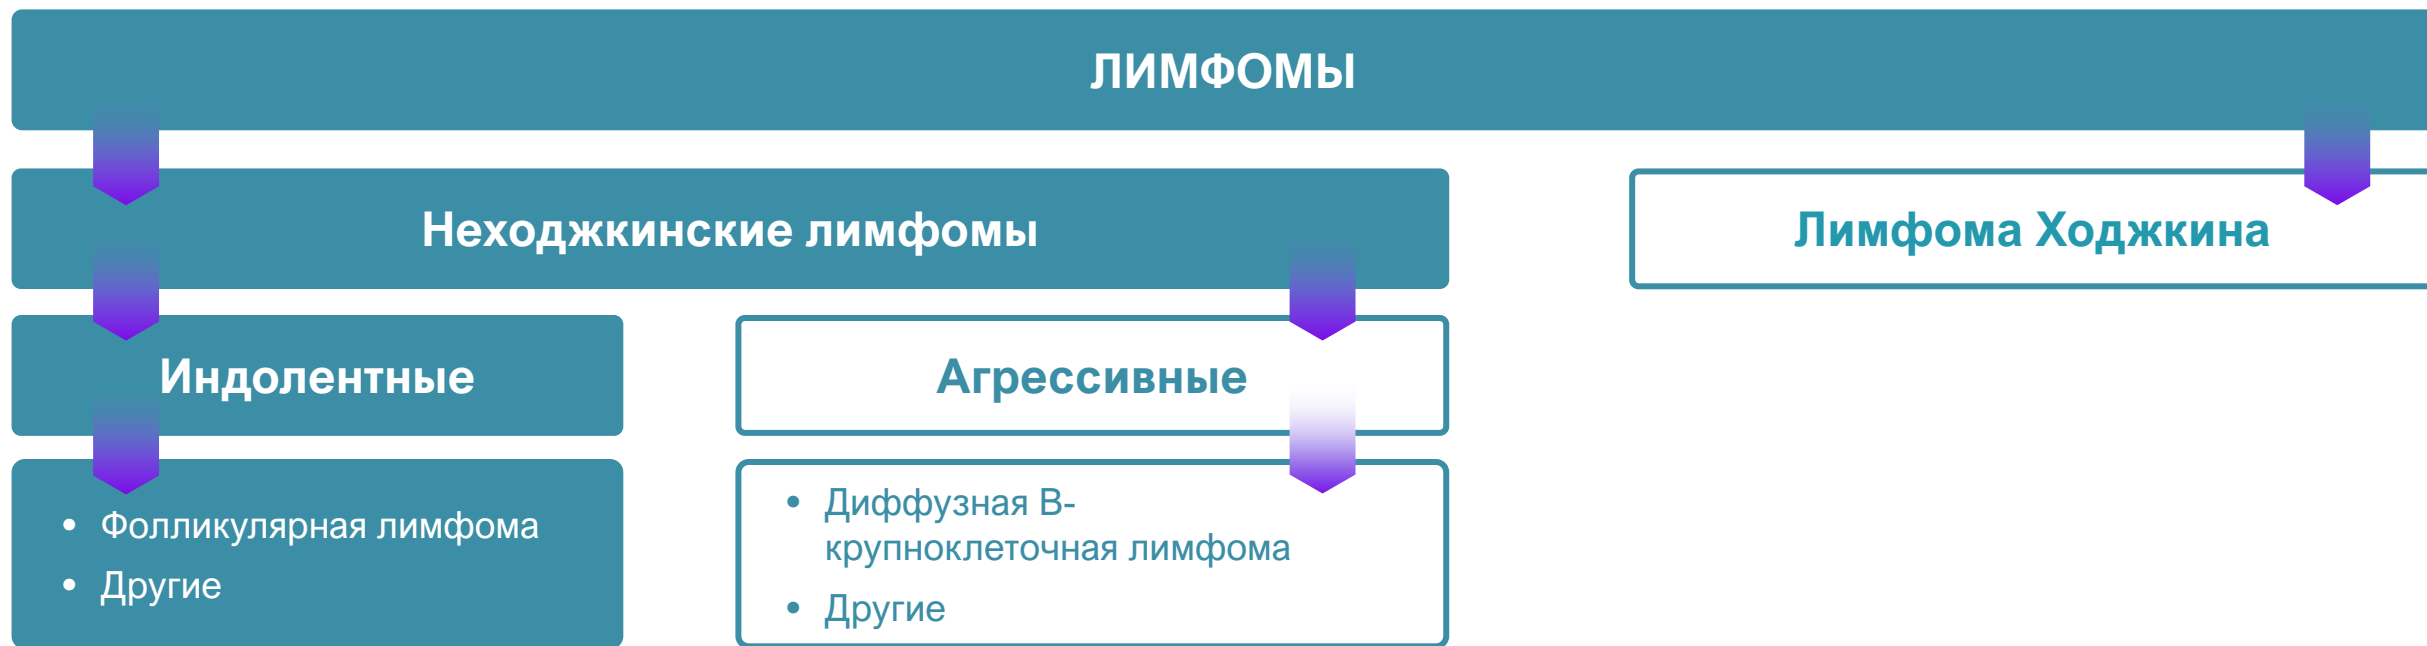 ЛИМФОМЫ
Неходжкинские лимфомы
Лимфома Ходжкина
Индолентные
Агрессивные
• Фолликулярная лимфома
• Другие
• Диффузная В-
крупноклеточная лимфома
• Другие